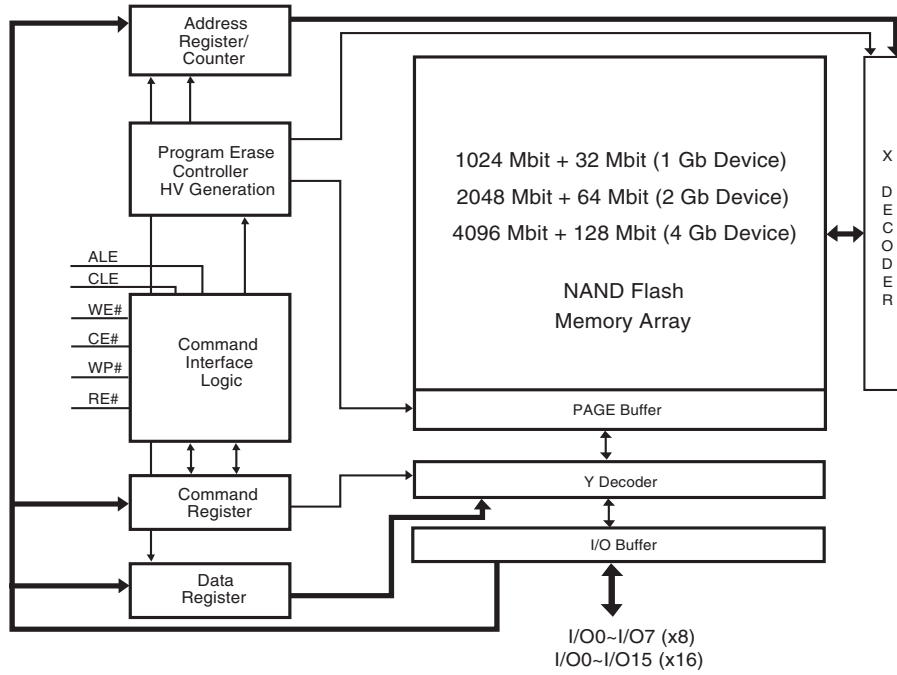 Address
Register/
Counter
Program Erase
Controller
HV Generation
ALE
CLE
WE#
CE#
WP#
RE#
Command
Interface
Logic
Command
Register
Data
Register
1024 Mbit + 32 Mbit (1 Gb Device)
2048 Mbit + 64 Mbit (2 Gb Device)
4096 Mbit + 128 Mbit (4 Gb Device)
NAND Flash
Memory Array
PAGE Buffer
Y Decoder
I/O Buffer
I/O0~I/O7 (x8)
I/O0~I/O15 (x16)
X DECODER